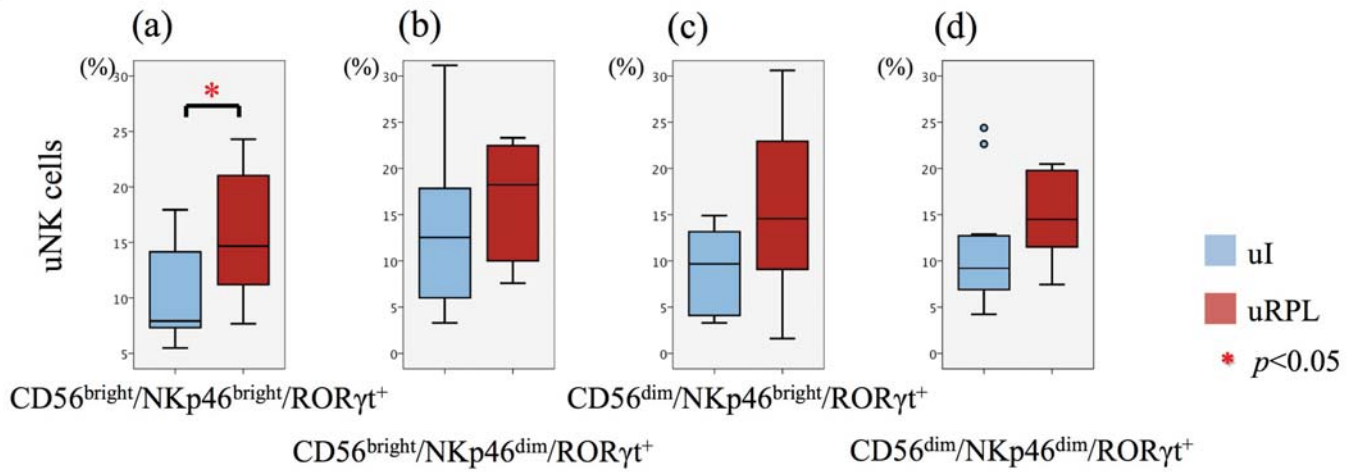 (a) (b) (c) (d)
(%) (%) (%) (%)
30 30 30 30
25 25 25 25
20 20 20 20
15 15 15 15
10 10 10 10
5 5 5 5
0 0 0
*
uNK cells
uI
uRPL
* p<0.05
CD56bright/NKp46bright/RORγt+ CD56dim/NKp46bright/RORγt+
CD56bright/NKp46dim/RORγt+ CD56dim/NKp46dim/RORγt+